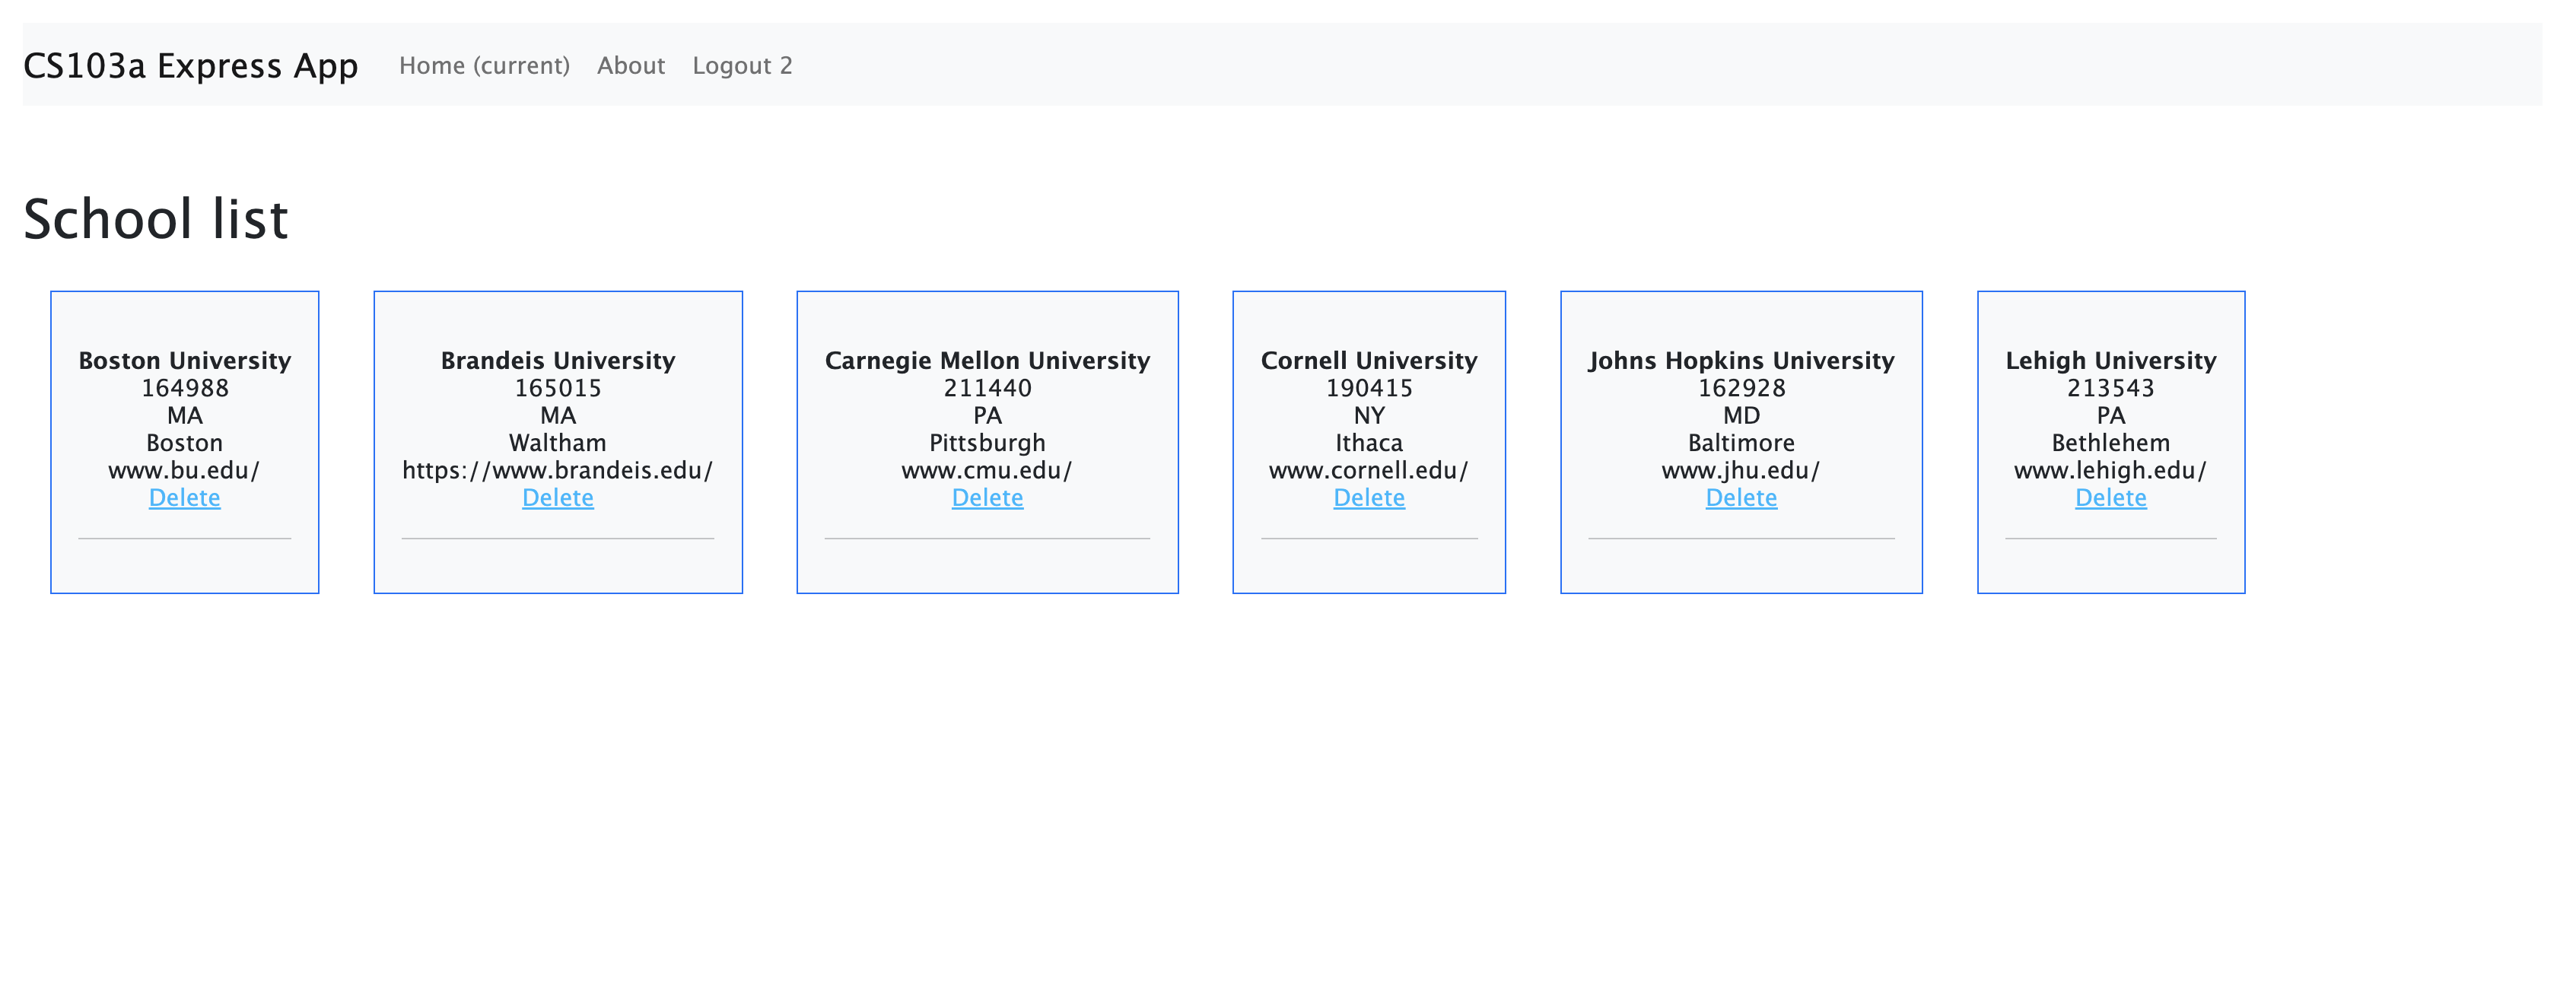 CS103a Express App Home (current) About Logout 2
School list
Boston University
164988
MA
Boston
www.bu.edu/
Delete
Brandeis University
165015
MA
Waltham
https://www.brandeis.edu/
Delete
Carnegie Mellon University
211440
PA
Pittsburgh
www.cmu.edu/
Delete
Cornell University
190415
NY
Ithaca
www.cornell.edu/
Delete
Johns Hopkins University
162928
MD
Baltimore
www.jhu.edu/
Delete
Lehigh University
213543
PA
Bethlehem
www.lehigh.edu/
Delete